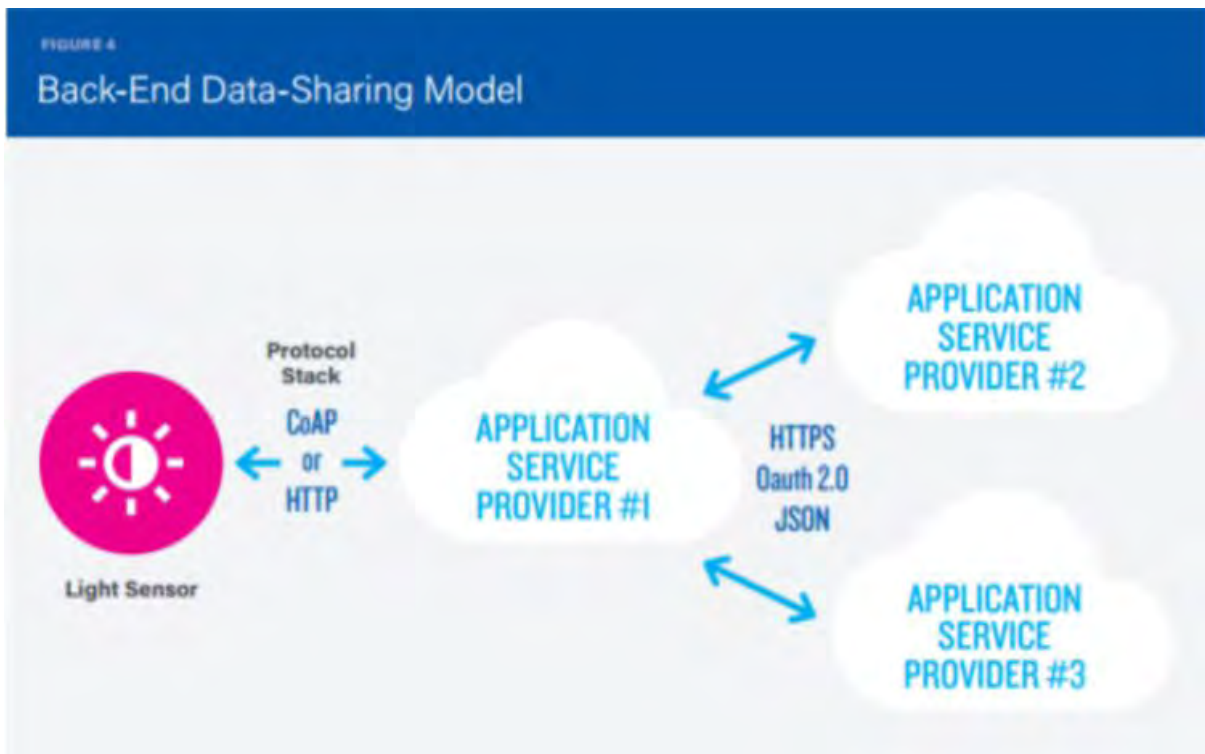 FIGURE 4
Back-End Data-Sharing Model
Protocol
Stack
CoAP
or
HTTP
Light Sensor
APPLICATION
SERVICE
PROVIDER #1
HTTPS
Oauth 2.0
JSON
APPLICATION
SERVICE
PROVIDER #2
APPLICATION
SERVICE
PROVIDER #3